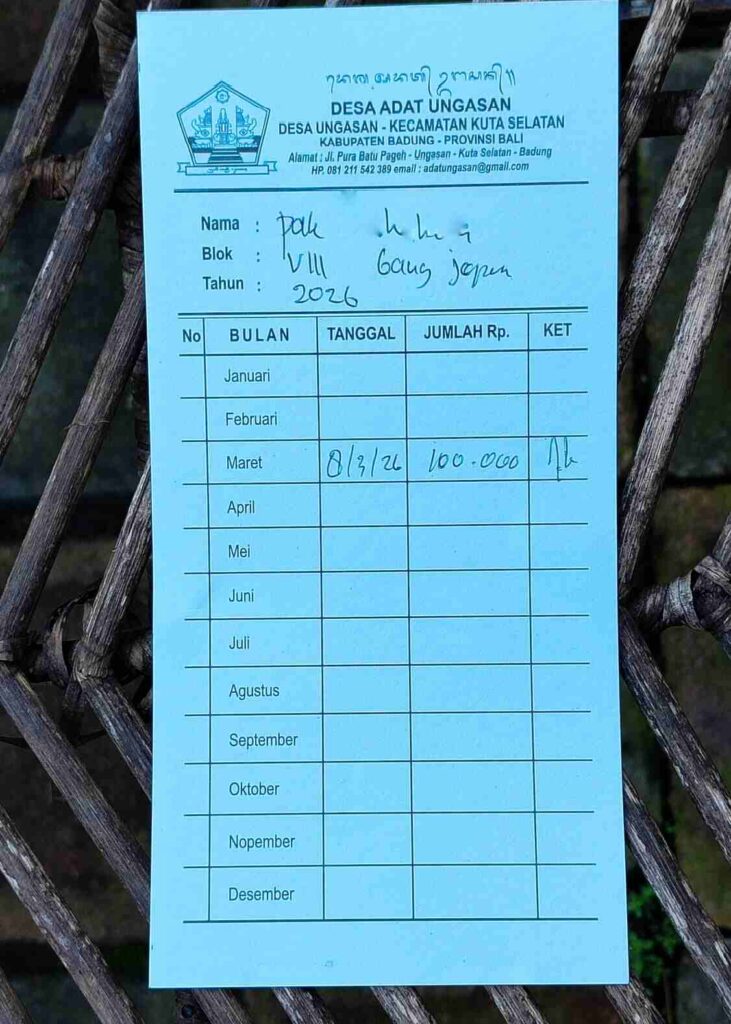 DESA ADAT UNGASAN
DESA UNGASAN - KECAMATAN KUTA SELATAN
KABUPATEN BADUNG - PROVINSI BALI
Alamat : Jl. Pura Batu Pageh - Ungasan - Kuta Selatan - Badung
HP. 081 211 542 389 email : adatungasan@gmail.com
Nama : pak
Blok : VIII Gang
Tahun : 2026
No BULAN TANGGAL JUMLAH Rp. KET
Januari
Februari
Maret 8/3/26 100.000
April
Mei
Juni
Juli
Agustus
September
Oktober
Nopember
Desember